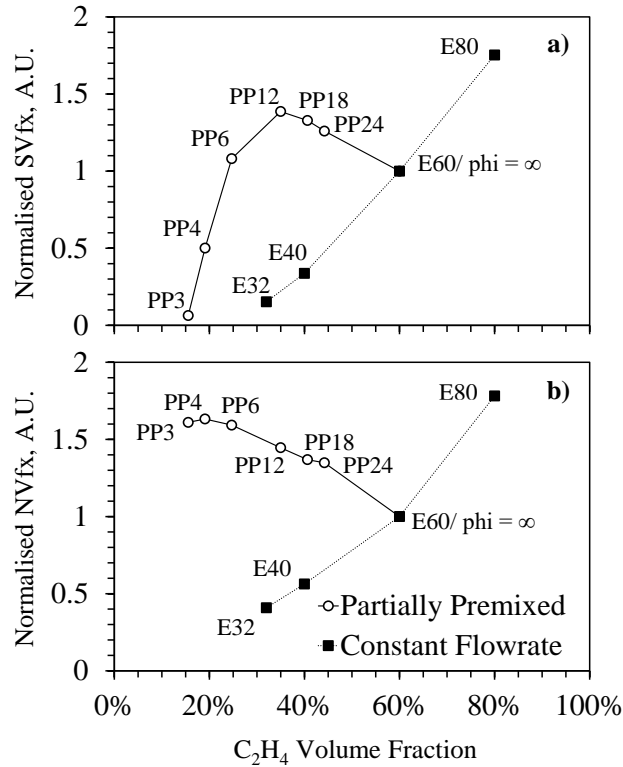 a)
Normalised SVfx, A.U.
2
1.5
1
0.5
0
E80
PP12
PP18
PP24
PP6
E60/ phi = ∞
PP4
E40
E32
PP3
b)
Normalised NVfx, A.U.
2
1.5
1
0.5
0
E80
PP4
PP6
PP3
PP18
PP12
PP24
E60/ phi = ∞
E40
E32
Partially Premixed
Constant Flowrate
0% 20% 40% 60% 80% 100%
C₂H₄ Volume Fraction